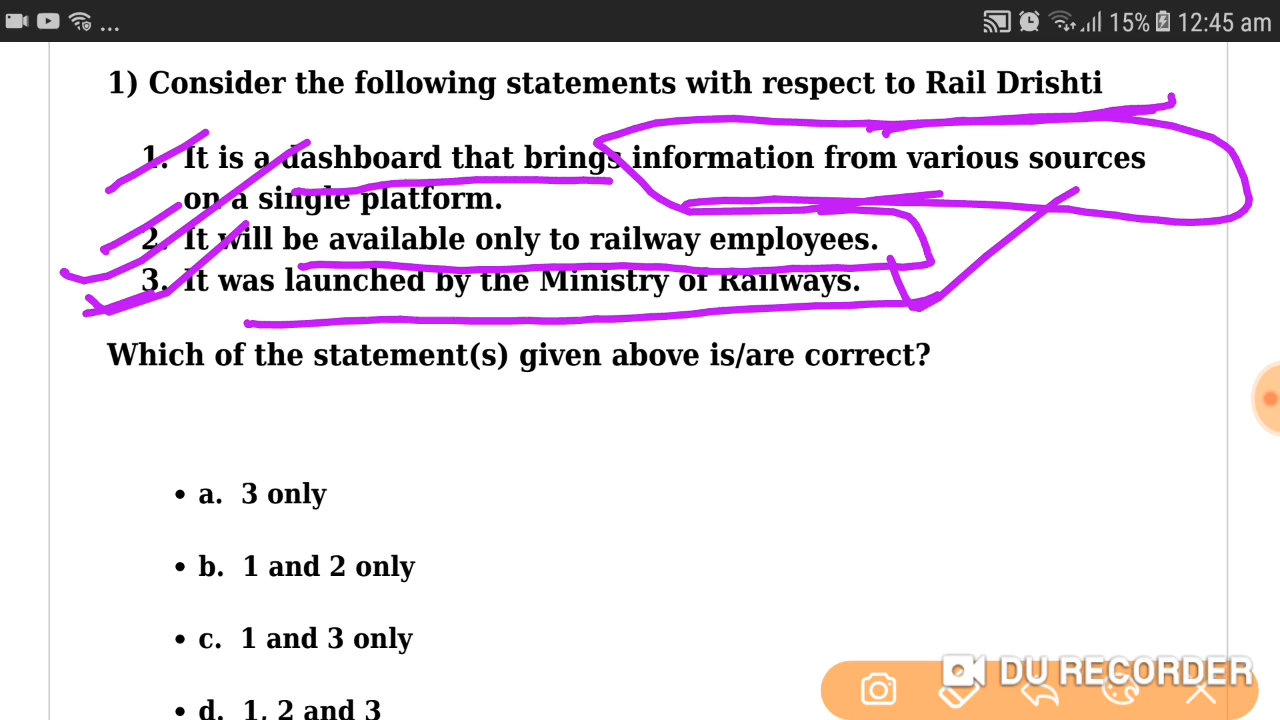 ... 15% 12:45 am
1) Consider the following statements with respect to Rail Drishti
1. It is a dashboard that brings information from various sources
on a single platform.
2. It will be available only to railway employees.
3. It was launched by the Ministry of Railways.
Which of the statement(s) given above is/are correct?
• a. 3 only
• b. 1 and 2 only
• c. 1 and 3 only
• d. 1, 2 and 3
DU RECORDER